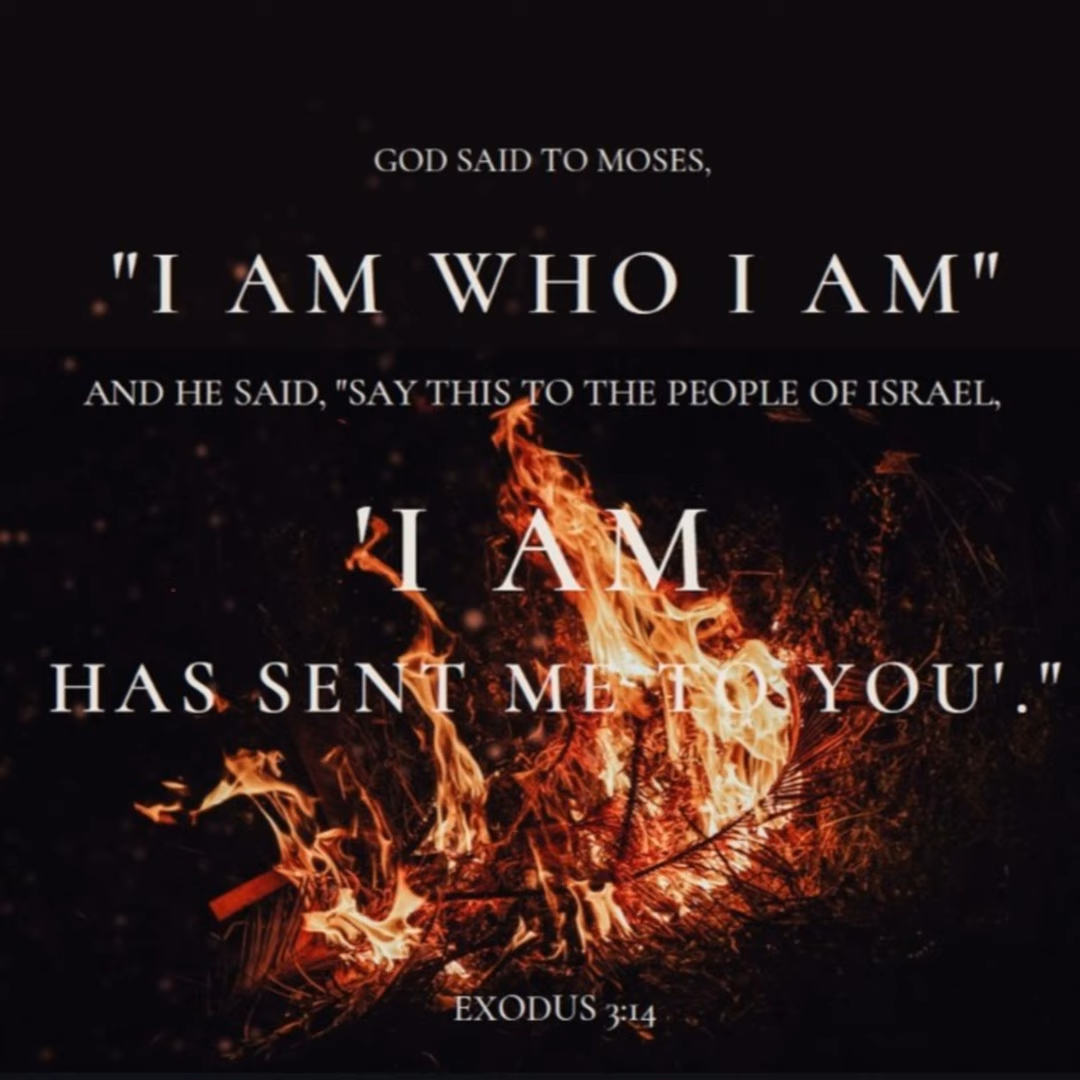 GOD SAID TO MOSES,
"I AM WHO I AM"
AND HE SAID, "SAY THIS TO THE PEOPLE OF ISRAEL,
'I AM
HAS SENT ME TO YOU'."
EXODUS 3:14